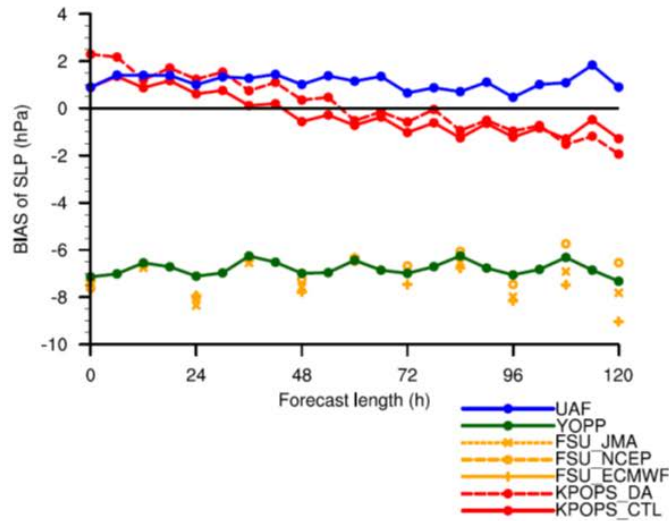 4
2
0
-2
-4
-6
-8
-10
BIAS of SLP (hPa)
0 24 48 72 96 120
Forecast length (h)
UAF
YOPP
FSU_JMA
FSU_NCEP
FSU_ECMWF
KPOPS_DA
KPOPS_CTL